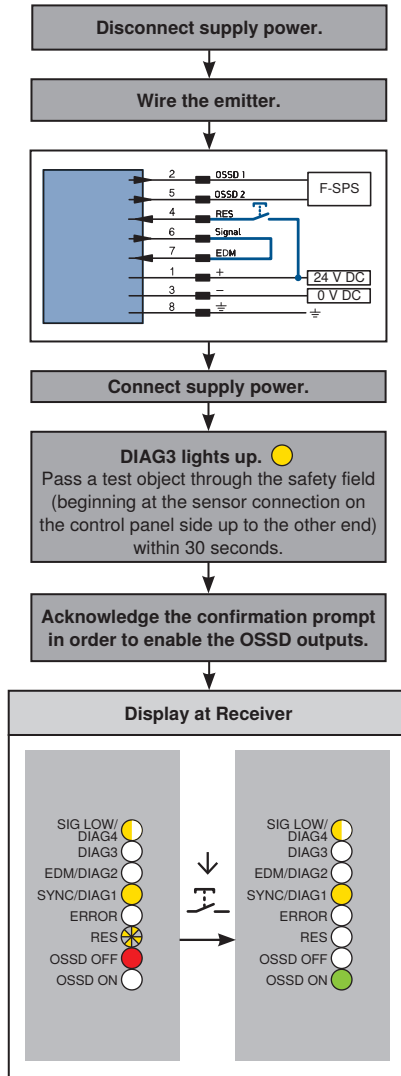 Disconnect supply power.
Wire the emitter.
2 OSSD 1
F-SPS
5 OSSD 2
4 RES
6 Signal
7 EDM
1 + 24 V DC
3 – 0 V DC
8
Connect supply power.
DIAG3 lights up.
Pass a test object through the safety field
(beginning at the sensor connection on
the control panel side up to the other end)
within 30 seconds.
Acknowledge the confirmation prompt
in order to enable the OSSD outputs.
Display at Receiver
SIG LOW/
DIAG4
DIAG3
EDM/DIAG2
SYNC/DIAG1
ERROR
RES
OSSD OFF
OSSD ON
SIG LOW/
DIAG4
DIAG3
EDM/DIAG2
SYNC/DIAG1
ERROR
RES
OSSD OFF
OSSD ON